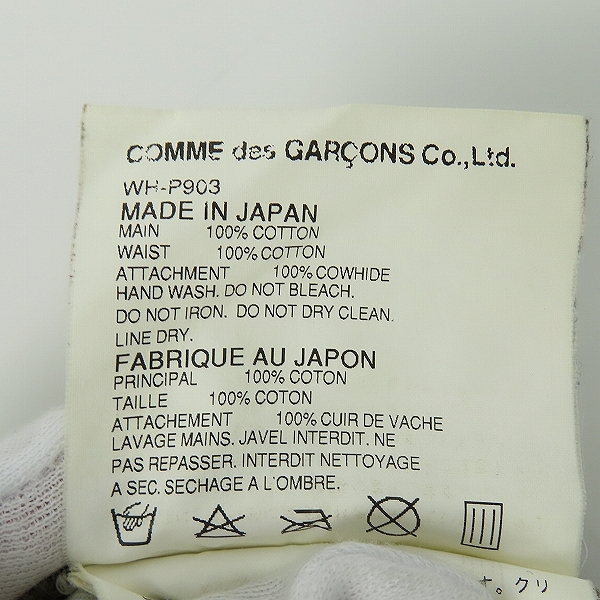 COMME des GARÇONS Co.,Ltd.
WH-P903
MADE IN JAPAN
MAIN 100% COTTON
WAIST 100% COTTON
ATTACHMENT 100% COWHIDE
HAND WASH. DO NOT BLEACH.
DO NOT IRON. DO NOT DRY CLEAN.
LINE DRY.
FABRIQUE AU JAPON
PRINCIPAL 100% COTON
TAILLE 100% COTON
ATTACHEMENT 100% CUIR DE VACHE
LAVAGE MAINS. JAVEL INTERDIT. NE
PAS REPASSER. INTERDIT NETTOYAGE
A SEC. SECHAGE A L'OMBRE.
す。クリ